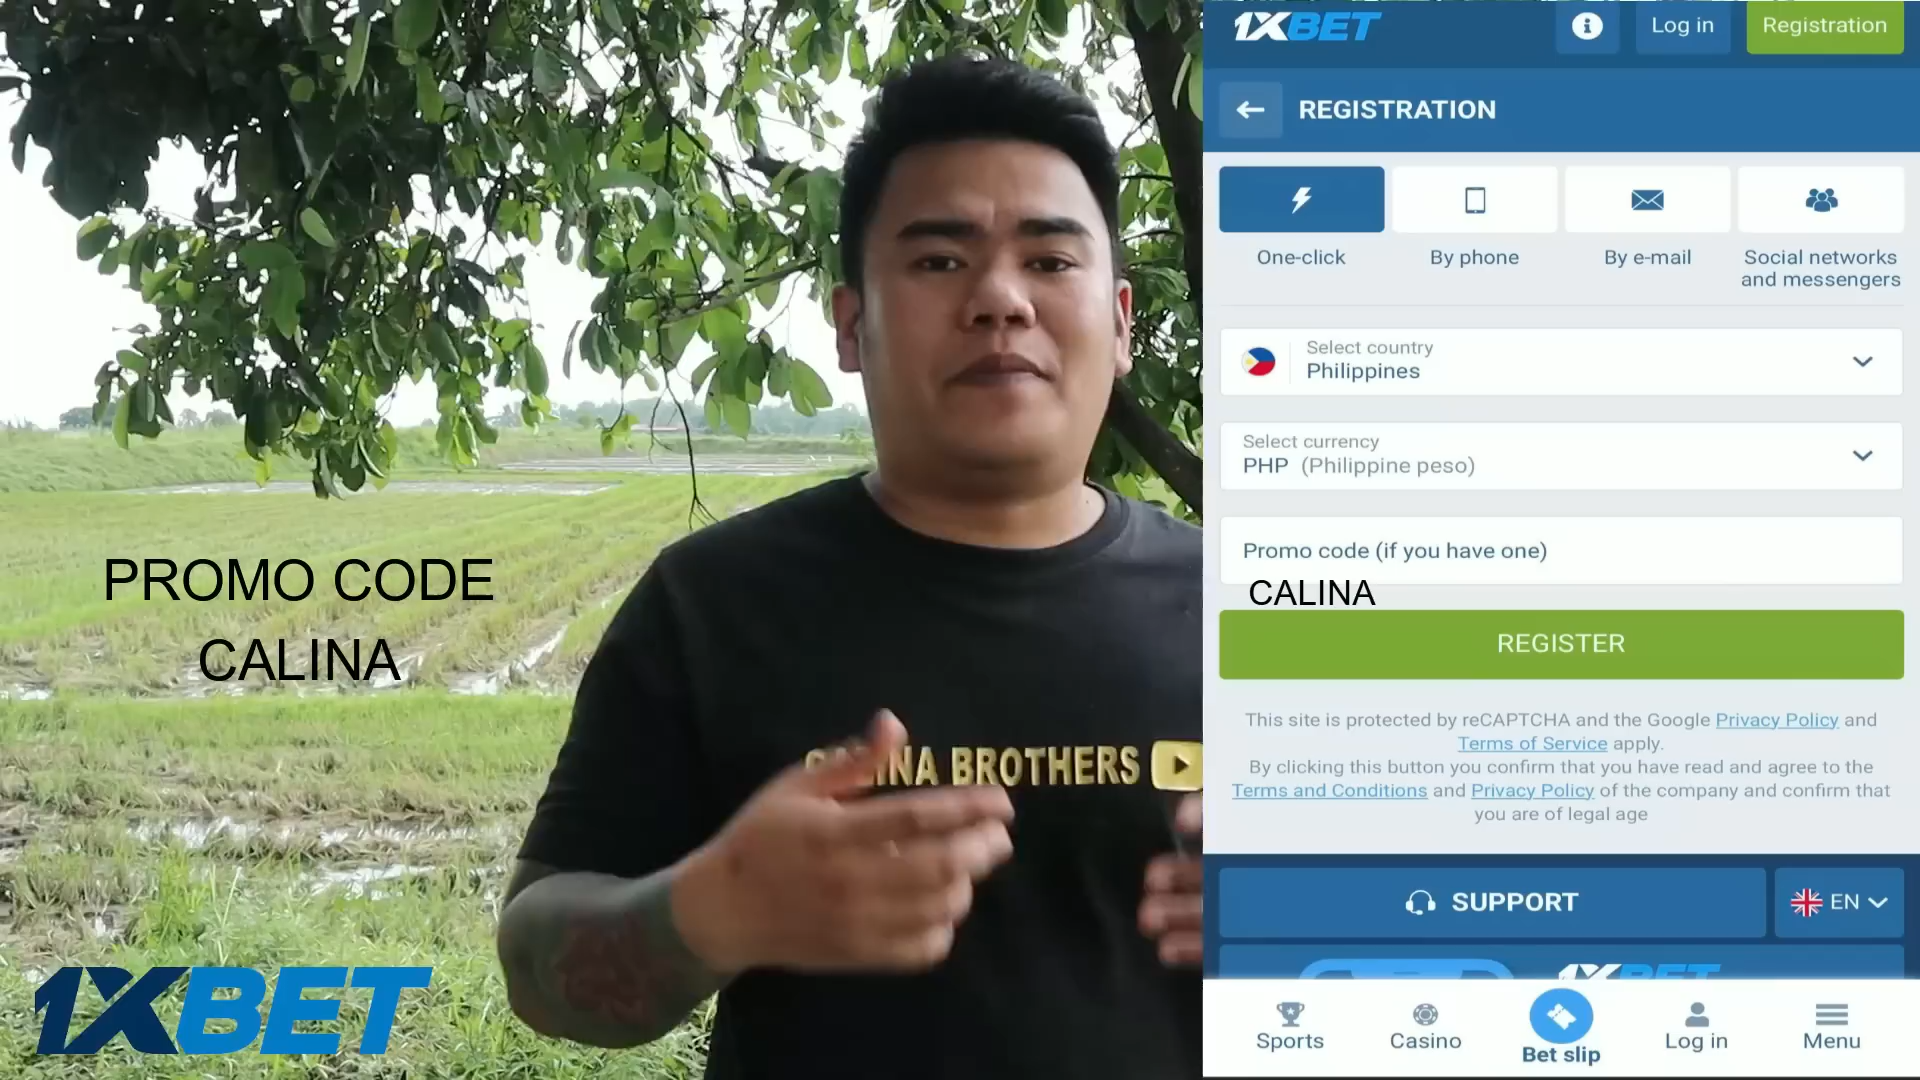 PROMO CODE
CALINA
1XBET
CALINA BROTHERS
1XBET
Log in
Registration
REGISTRATION
One-click
By phone
By e-mail
Social networks
and messengers
Select country
Philippines
Select currency
PHP (Philippine peso)
Promo code (if you have one)
CALINA
REGISTER
This site is protected by reCAPTCHA and the Google Privacy Policy and
Terms of Service apply.
By clicking this button you confirm that you have read and agree to the
Terms and Conditions and Privacy Policy of the company and confirm that
you are of legal age
SUPPORT
EN
1XBET
Sports
Casino
Bet slip
Log in
Menu